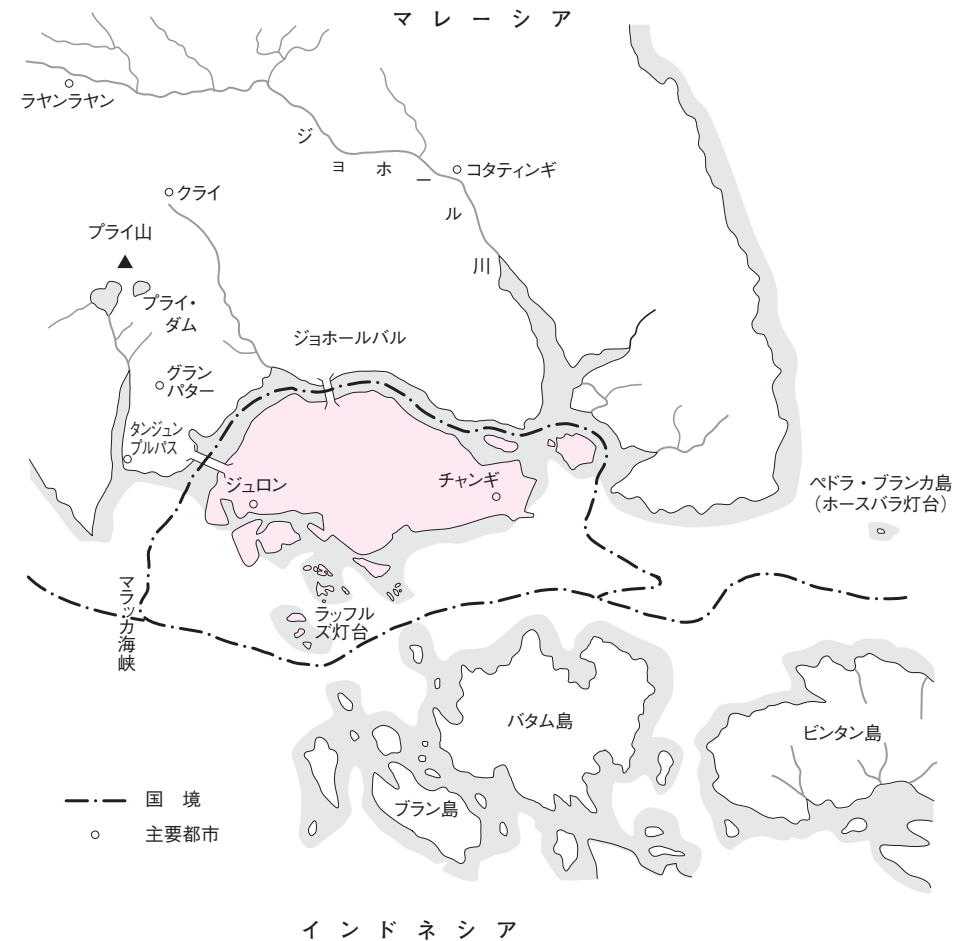 マレーシア
ラヤンラヤン
ジョホール川
コタティンギ
クライ
プライ山
プライ・
ダム
ジョホールバル
グラン
パター
タンジュン
プルパス
ジュロン
チャンギ
ペドラ・ブランカ島
（ホースバラ灯台）
マラッカ海峡
ラッフル
ズ灯台
バタム島
ビンタン島
ブラン島
国境
主要都市
インドネシア